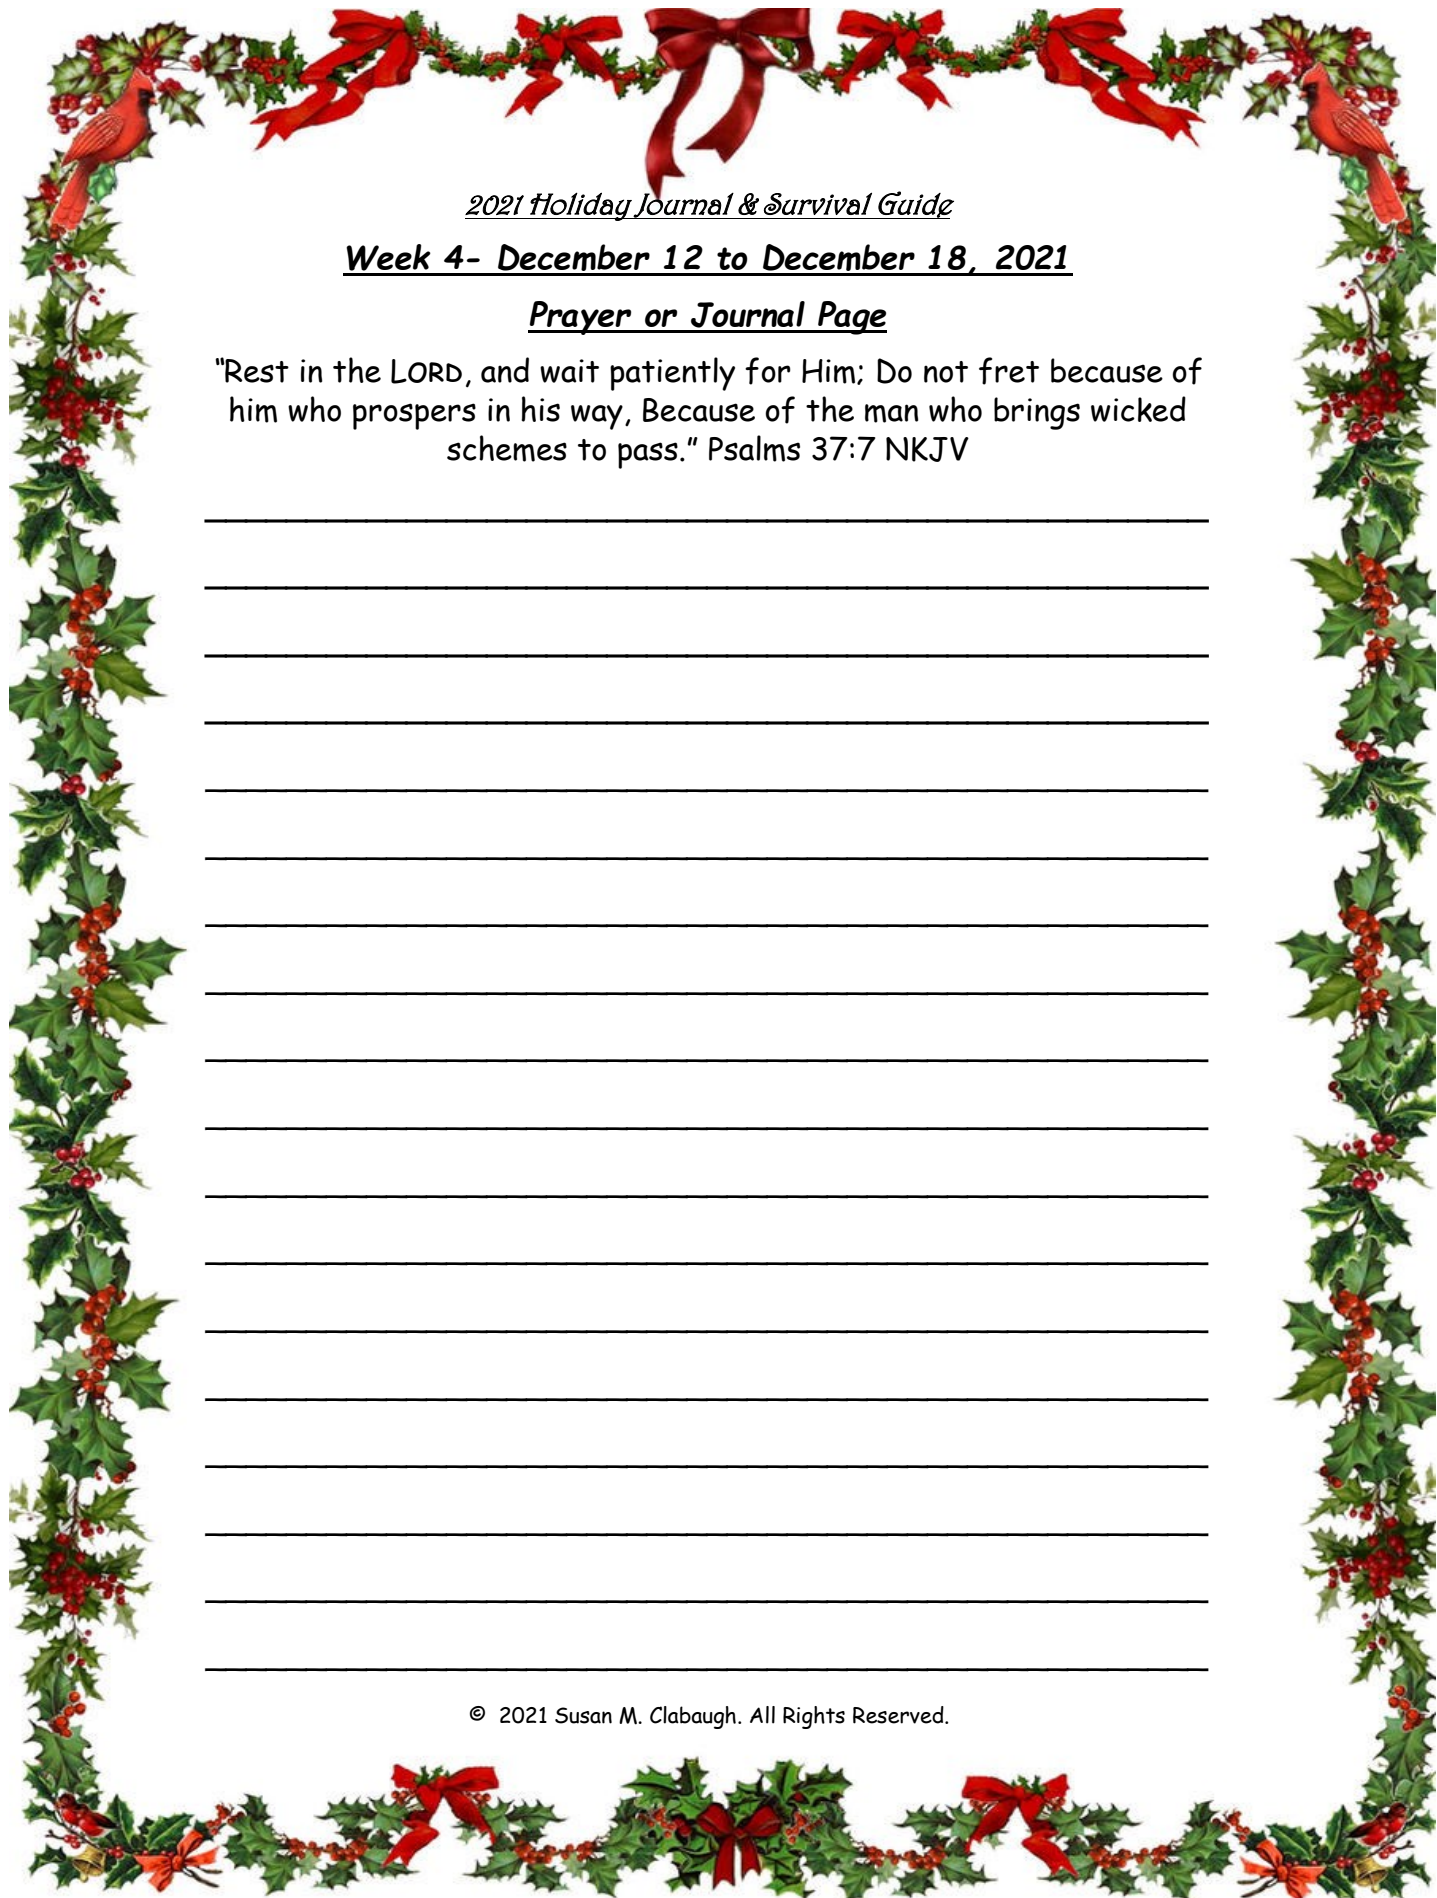 2021 Holiday Journal & Survival Guide
Week 4- December 12 to December 18, 2021
Prayer or Journal Page
“Rest in the LORD, and wait patiently for Him; Do not fret because of
him who prospers in his way, Because of the man who brings wicked
schemes to pass.” Psalms 37:7 NKJV
© 2021 Susan M. Clabaugh. All Rights Reserved.